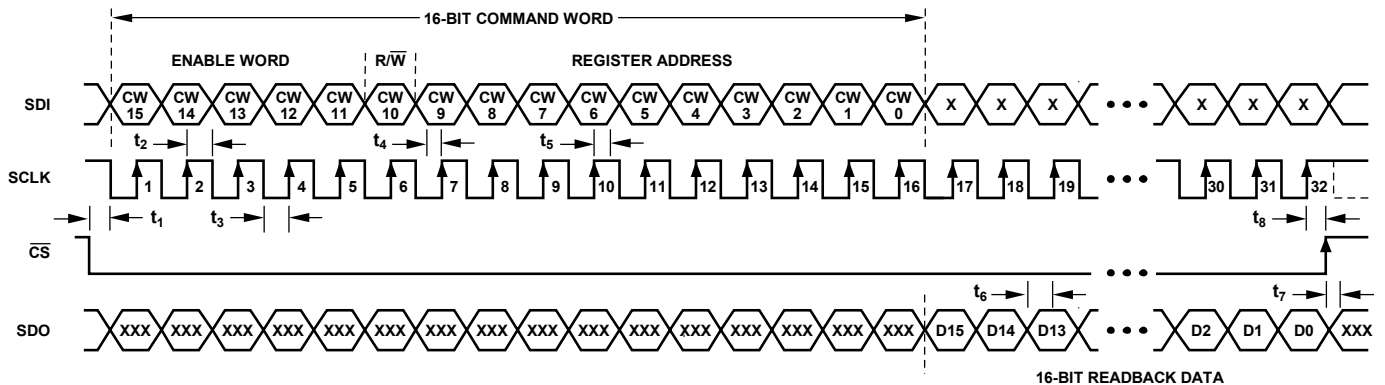 16-BIT COMMAND WORD
ENABLE WORD R/W̅ REGISTER ADDRESS
SDI CW 15 CW 14 CW 13 CW 12 CW 11 CW 10 CW 9 CW 8 CW 7 CW 6 CW 5 CW 4 CW 3 CW 2 CW 1 CW 0 X X X X X X
t2 t4 t5
SCLK 1 2 3 4 5 6 7 8 9 10 11 12 13 14 15 16 17 18 19 30 31 32
t1 t3 t8
C̅S̅
t6 t7
SDO XXX XXX XXX XXX XXX XXX XXX XXX XXX XXX XXX XXX XXX XXX XXX XXX D15 D14 D13 D2 D1 D0 XXX
16-BIT READBACK DATA